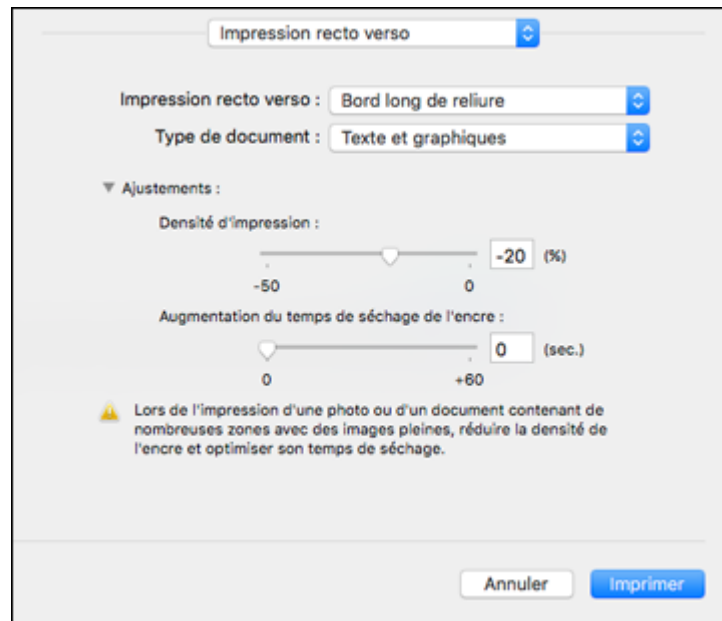 Impression recto verso
Impression recto verso : Bord long de reliure
Type de document : Texte et graphiques
Ajustements :
Densité d'impression :
-20 (%)
-50 0
Augmentation du temps de séchage de l'encre :
0 (sec.)
0 +60
Lors de l'impression d'une photo ou d'un document contenant de
nombreuses zones avec des images pleines, réduire la densité de
l'encre et optimiser son temps de séchage.
Annuler Imprimer